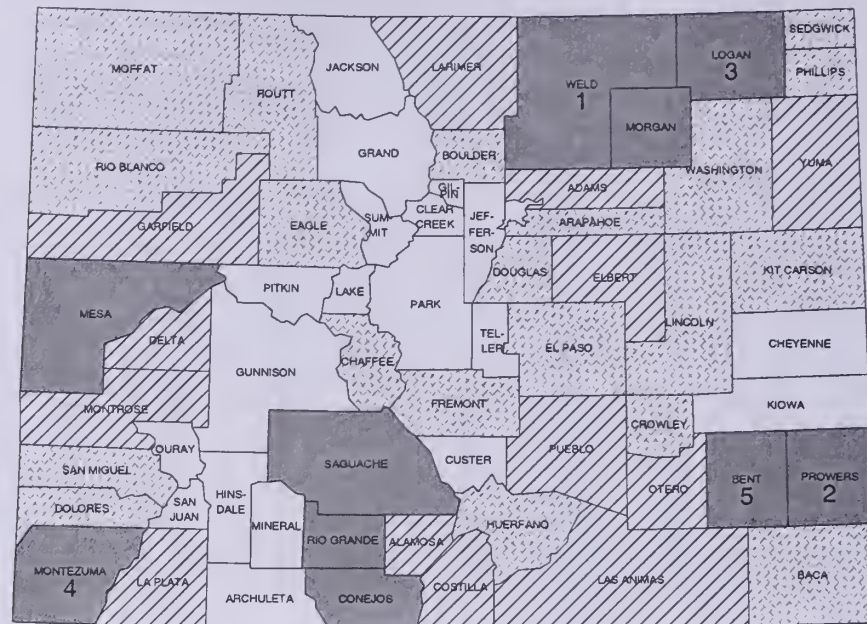 SEDGWICK
JACKSON
LARIMER
LOGAN
3
MOFFAT
PHILLIPS
WELD
1
ROUTT
MORGAN
GRAND
BOULDER
WASHINGTON
YUMA
RIO BLANCO
GIL-
PIN
ADAMS
CLEAR
CREEK
JEF-
FER-
SON
ARAPAHOE
GARFIELD
EAGLE
SUM-
MIT
DOUGLAS
ELBERT
KIT CARSON
PITKIN
LAKE
PARK
MESA
LINCOLN
TEL-
LER
EL PASO
CHEYENNE
DELTA
CHAFFEE
GUNNISON
FREMONT
KIOWA
MONTROSE
CROWLEY
OURAY
PUEBLO
SAGUACHE
CUSTER
SAN MIGUEL
BENT
5
PROWERS
2
OTERO
HINS-
DALE
SAN
JUAN
DOLORES
MINERAL
HUERFANO
RIO GRANDE
ALAMOSA
MONTEZUMA
4
LA PLATA
COSTILLA
LAS ANIMAS
BACA
ARCHULETA
CONEJOS